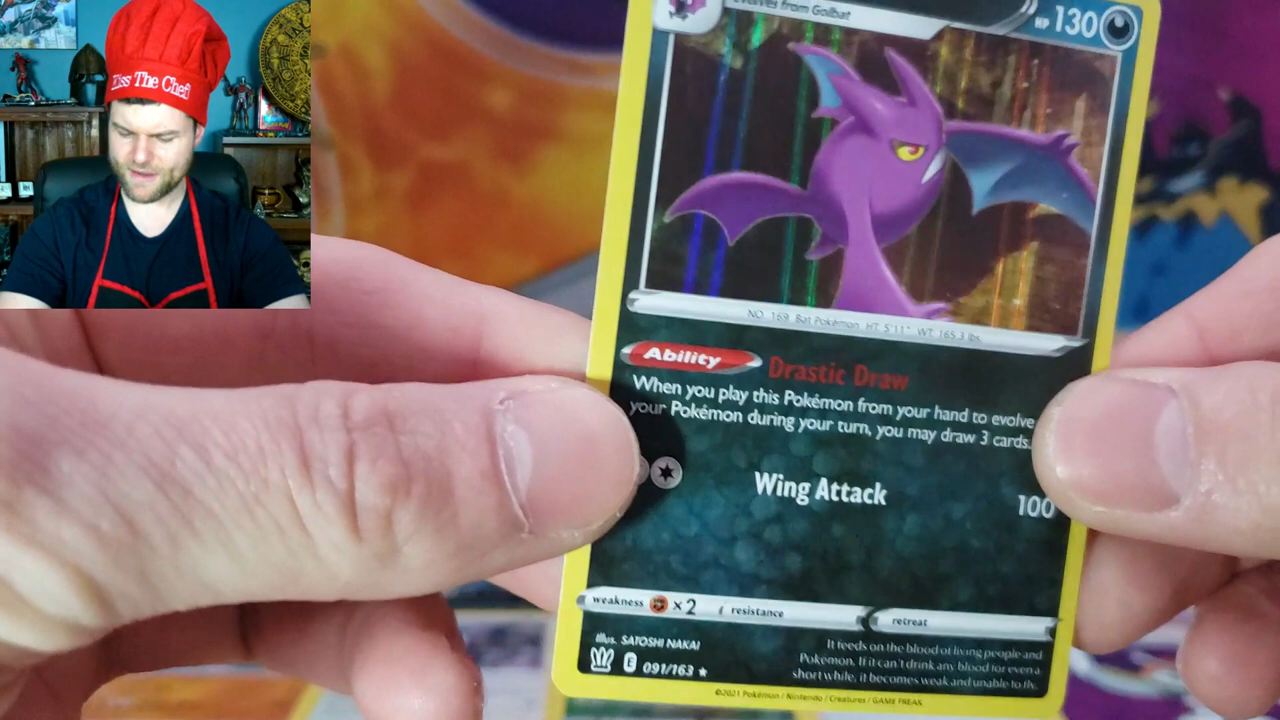 Kiss The Chef
Evolves from Golbat
HP 130
NO. 169 Bat Pokémon HT: 5'11" WT: 165.3 lbs.
Ability Drastic Draw
When you play this Pokémon from your hand to evolve
your Pokémon during your turn, you may draw 3 cards.
Wing Attack 100
weakness ×2 resistance retreat
Illus. SATOSHI NAKAI
E 091/163 ★
It feeds on the blood of living people and
Pokémon. If it can't drink any blood for even a
short while, it becomes weak and unable to fly.
©2021 Pokémon / Nintendo / Creatures / GAME FREAK